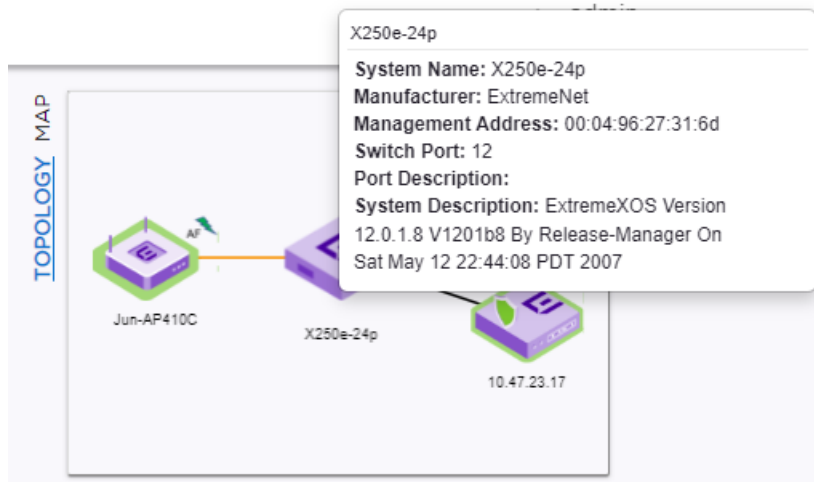 X250e-24p
System Name: X250e-24p
Manufacturer: ExtremeNet
Management Address: 00:04:96:27:31:6d
Switch Port: 12
Port Description:
System Description: ExtremeXOS Version
12.0.1.8 V1201b8 By Release-Manager On
Sat May 12 22:44:08 PDT 2007
TOPOLOGY MAP
AF
Jun-AP410C
X250e-24p
10.47.23.17